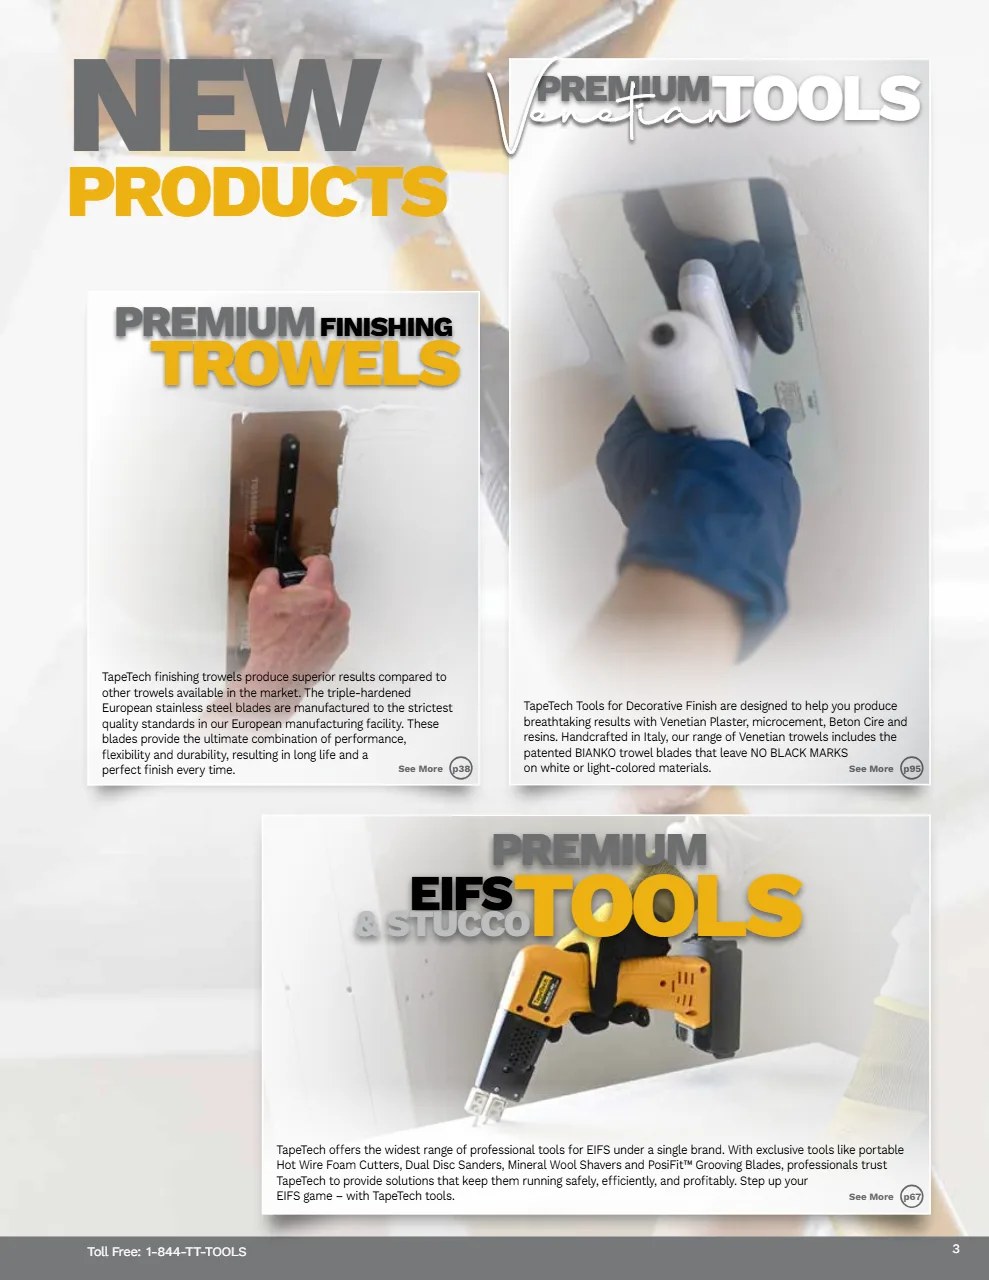 NEW
PRODUCTS
PREMIUM FINISHING
TROWELS
TapeTech finishing trowels produce superior results compared to
other trowels available in the market. The triple-hardened
European stainless steel blades are manufactured to the strictest
quality standards in our European manufacturing facility. These
blades provide the ultimate combination of performance,
flexibility and durability, resulting in long life and a
perfect finish every time.
See More p38
PREMIUM
Venetian TOOLS
TapeTech Tools for Decorative Finish are designed to help you produce
breathtaking results with Venetian Plaster, microcement, Beton Cire and
resins. Handcrafted in Italy, our range of Venetian trowels includes the
patented BIANKO trowel blades that leave NO BLACK MARKS
on white or light-colored materials.
See More p95
PREMIUM
EIFS
& STUCCO TOOLS
TapeTech
TapeTech offers the widest range of professional tools for EIFS under a single brand. With exclusive tools like portable
Hot Wire Foam Cutters, Dual Disc Sanders, Mineral Wool Shavers and PosiFit™ Grooving Blades, professionals trust
TapeTech to provide solutions that keep them running safely, efficiently, and profitably. Step up your
EIFS game – with TapeTech tools.
See More p67
Toll Free: 1-844-TT-TOOLS
3